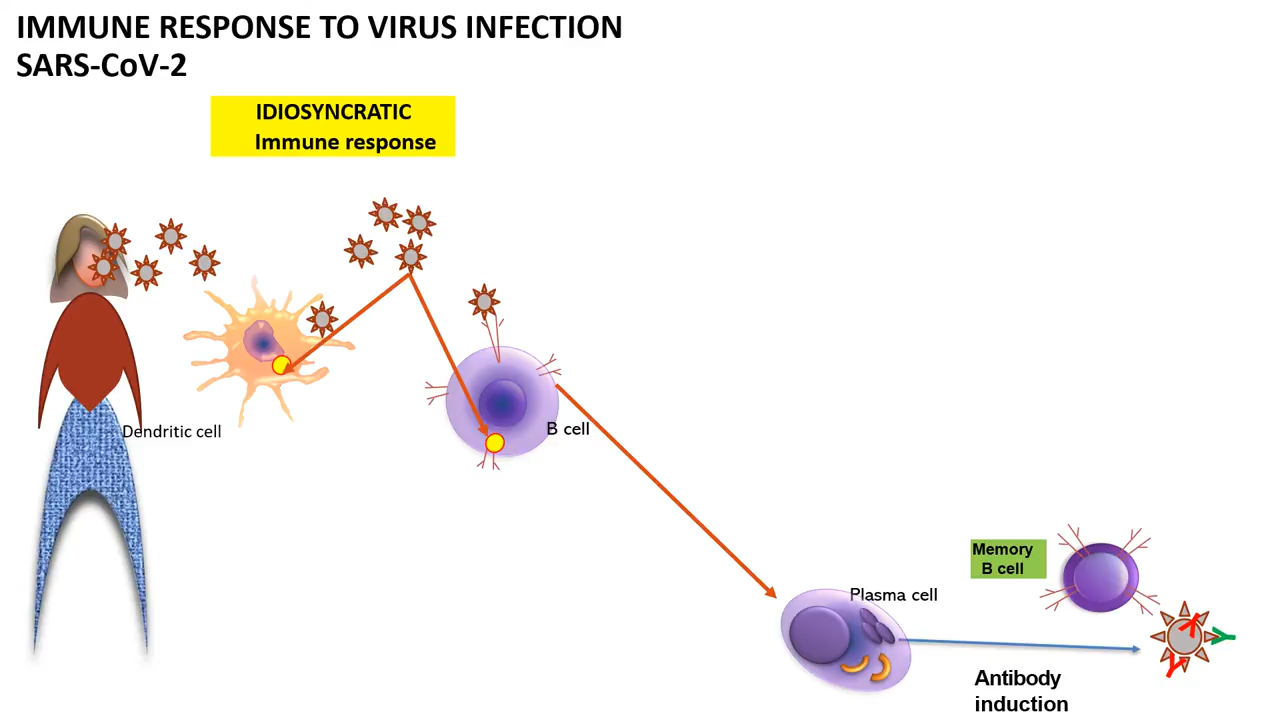 IMMUNE RESPONSE TO VIRUS INFECTION
SARS-CoV-2
IDIOSYNCRATIC
Immune response
Dendritic cell
B cell
Plasma cell
Memory
B cell
Antibody
induction